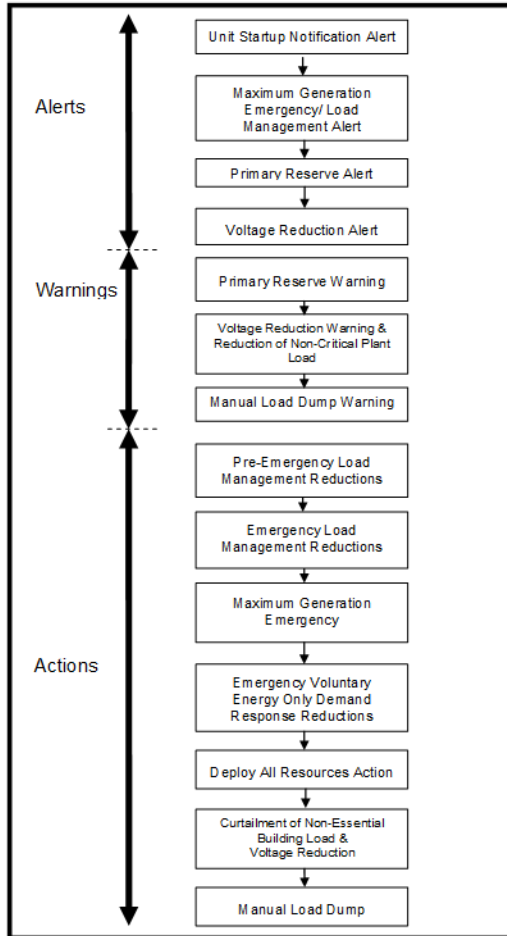 Alerts
Unit Startup Notification Alert
Maximum Generation
Emergency/ Load
Management Alert
Primary Reserve Alert
Voltage Reduction Alert
Warnings
Primary Reserve Warning
Voltage Reduction Warning &
Reduction of Non-Critical Plant
Load
Manual Load Dump Warning
Actions
Pre-Emergency Load
Management Reductions
Emergency Load
Management Reductions
Maximum Generation
Emergency
Emergency Voluntary
Energy Only Demand
Response Reductions
Deploy All Resources Action
Curtailment of Non-Essential
Building Load &
Voltage Reduction
Manual Load Dump